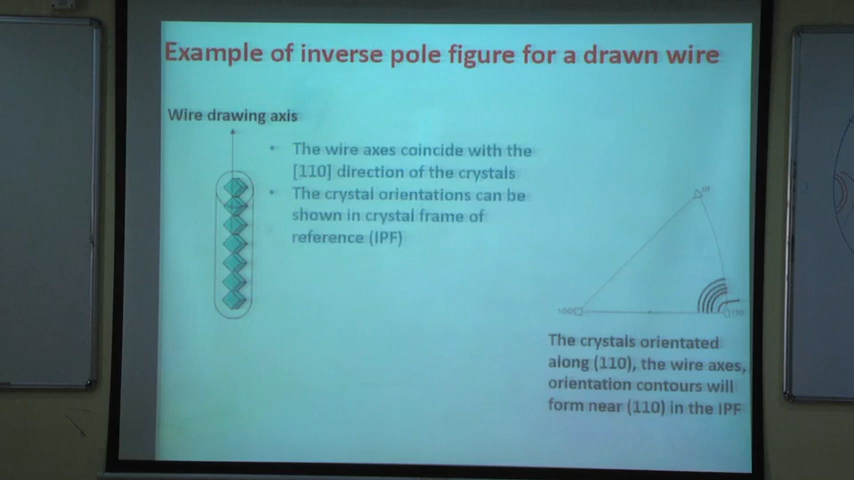 Example of inverse pole figure for a drawn wire
Wire drawing axis
The wire axes coincide with the
[110] direction of the crystals
The crystal orientations can be
shown in crystal frame of
reference (IPF)
100
110
The crystals orientated
along (110), the wire axes,
orientation contours will
form near (110) in the IPF